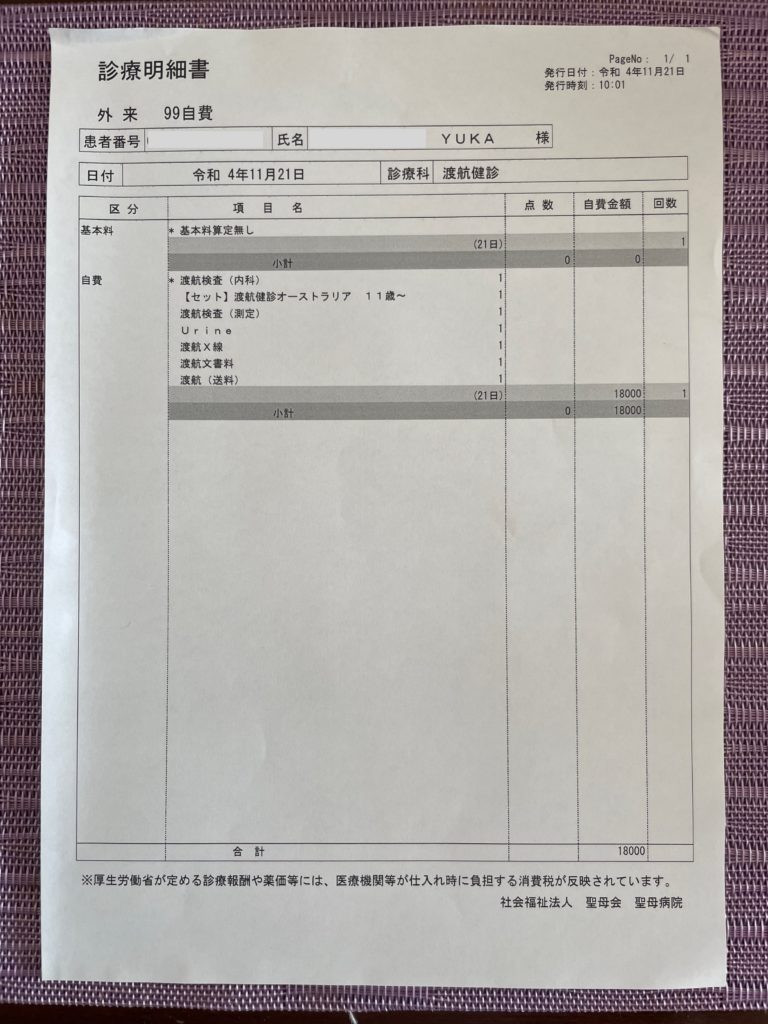 診療明細書
PageNo： 1/ 1
発行日付：令和 4年11月21日
発行時刻：10:01
外 来 99自費
患者番号 氏名 ＹＵＫＡ 様
日付 令和 4年11月21日 診療科 渡航健診
区 分 項 目 名 点 数 自費金額 回数
基本料 ＊ 基本料算定無し
(21日) 1
小計 0 0
自費 ＊ 渡航検査（内科） 1
【セット】渡航健診オーストラリア １１歳～ 1
渡航検査（測定） 1
Ｕｒｉｎｅ 1
渡航Ｘ線 1
渡航文書料 1
渡航（送料） 1
(21日) 18000 1
小計 0 18000
合 計 18000
※厚生労働省が定める診療報酬や薬価等には、医療機関等が仕入れ時に負担する消費税が反映されています。
社会福祉法人 聖母会 聖母病院